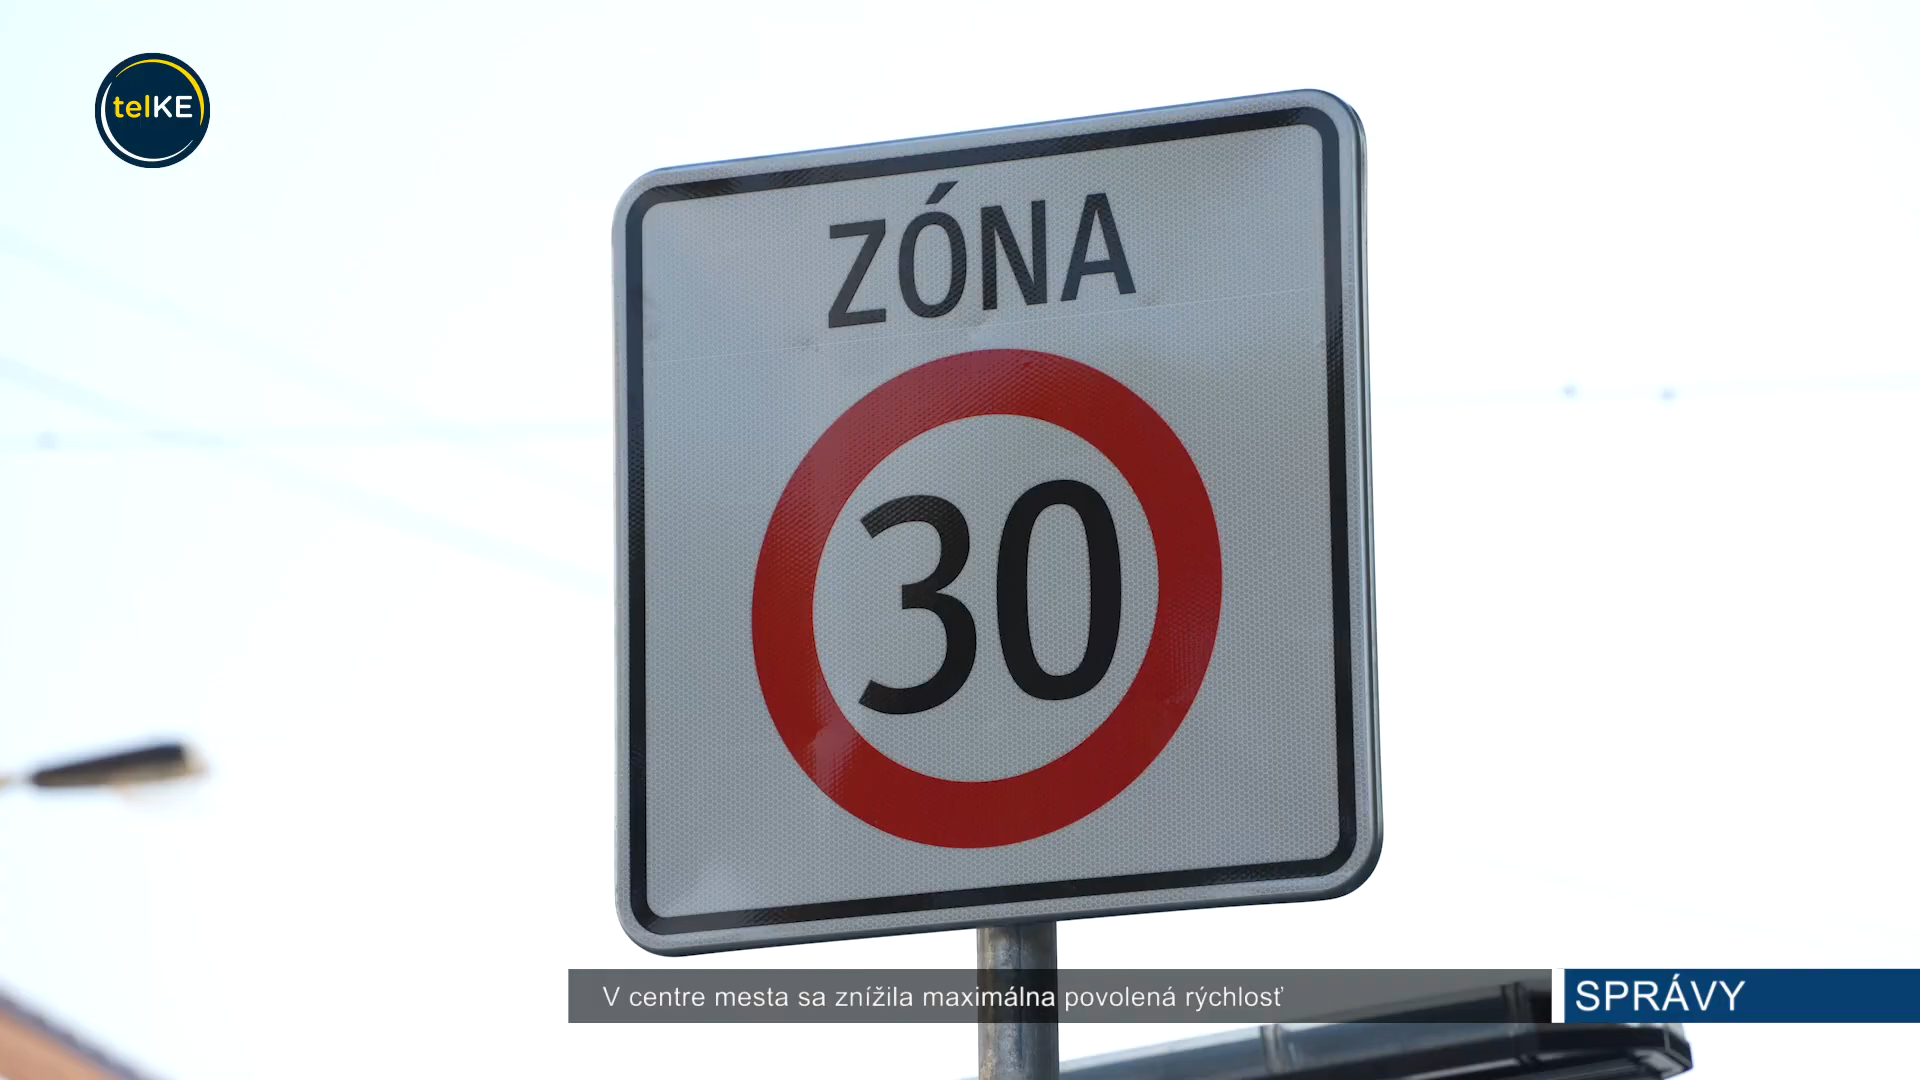 telKE
ZÓNA
30
V centre mesta sa znížila maximálna povolená rýchlosť
SPRÁVY